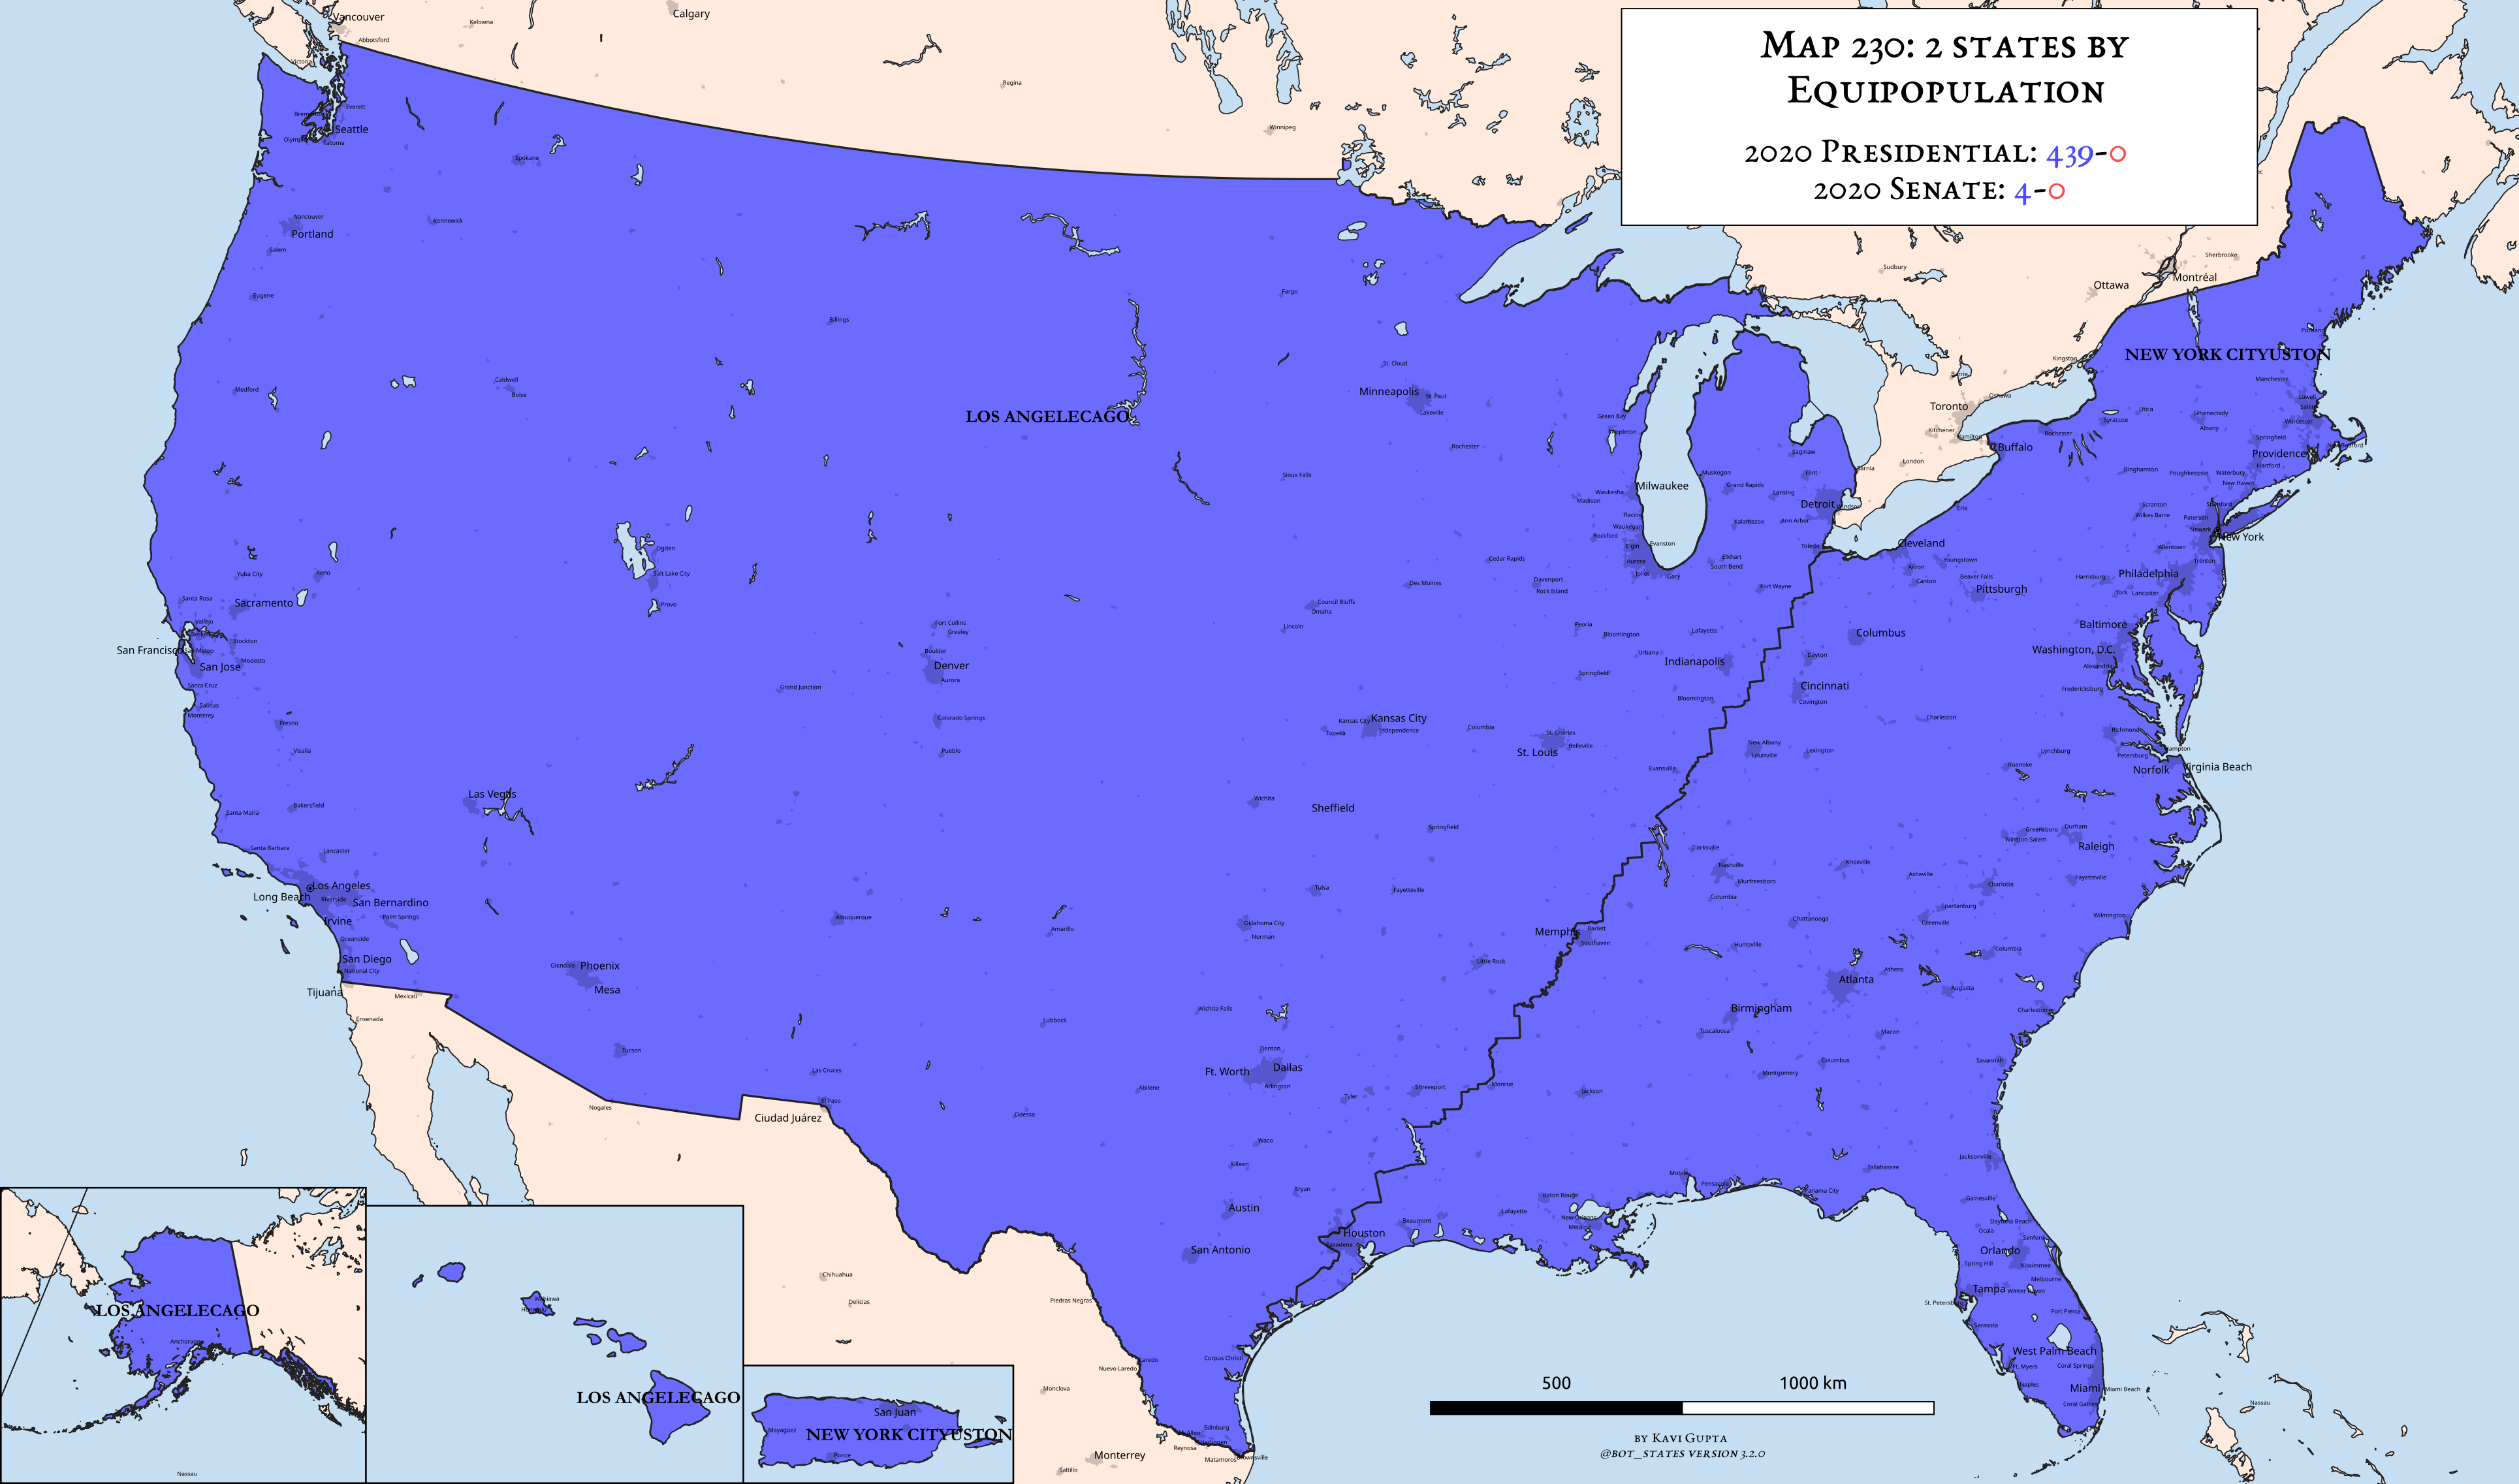 MAP 230: 2 STATES BY
EQUIPOPULATION
2020 PRESIDENTIAL: 439-0
2020 SENATE: 4-0
Vancouver
Kelowna
Calgary
Abbotsford
Victoria
Regina
Winnipeg
Everett
Seattle
Tacoma
Spokane
Vancouver
Portland
Kennewick
Salem
Eugene
Billings
Fargo
Sudbury
Ottawa
Montréal
Sherbrooke
Portland
NEW YORK CITYUSTON
Kingston
Medford
Caldwell
Boise
LOS ANGELECAGO
St. Cloud
Minneapolis
St. Paul
Lakeville
Rochester
Green Bay
Appleton
Barrie
Oshawa
Toronto
Kitchener
Hamilton
London
Sarnia
Buffalo
Rochester
Syracuse
Utica
Schenectady
Albany
Manchester
Lowell
Salem
Worcester
Springfield
New Bedford
Providence
Hartford
Waterbury
Poughkeepsie
New Haven
Binghamton
Stamford
Scranton
Wilkes Barre
Paterson
Newark
New York
Allentown
Trenton
Sioux Falls
Saginaw
Flint
Muskegon
Grand Rapids
Lansing
Milwaukee
Waukesha
Madison
Detroit
Windsor
Racine
Waukegan
Kalamazoo
Ann Arbor
Rockford
Elgin
Evanston
Aurora
Joliet
Gary
Elkhart
South Bend
Toledo
Erie
Cleveland
Akron
Youngstown
Canton
Beaver Falls
Pittsburgh
Harrisburg
Philadelphia
York
Lancaster
Baltimore
Washington, D.C.
Alexandria
Fredericksburg
Ogden
Salt Lake City
Provo
Yuba City
Reno
Santa Rosa
Sacramento
Vallejo
Stockton
San Francisco
San Mateo
Modesto
San Jose
Santa Cruz
Salinas
Monterey
Fresno
Visalia
Cedar Rapids
Des Moines
Davenport
Rock Island
Council Bluffs
Omaha
Lincoln
Fort Wayne
Peoria
Bloomington
Lafayette
Urbana
Indianapolis
Springfield
Bloomington
Columbus
Dayton
Cincinnati
Covington
Charleston
Fort Collins
Greeley
Boulder
Denver
Aurora
Grand Junction
Colorado Springs
Pueblo
Kansas City
Kansas City
Topeka
Independence
Columbia
St. Charles
St. Louis
Belleville
Evansville
New Albany
Louisville
Lexington
Richmond
Lynchburg
Petersburg
Hampton
Roanoke
Norfolk
Virginia Beach
Las Vegas
Bakersfield
Santa Maria
Wichita
Sheffield
Springfield
Greensboro
Durham
Winston-Salem
Raleigh
Santa Barbara
Lancaster
Clarksville
Nashville
Murfreesboro
Knoxville
Asheville
Charlotte
Fayetteville
Los Angeles
Long Beach
Riverside
San Bernardino
Irvine
Palm Springs
Oceanside
San Diego
National City
Tijuana
Mexicali
Ensenada
Albuquerque
Amarillo
Tulsa
Fayetteville
Oklahoma City
Norman
Columbia
Chattanooga
Spartanburg
Greenville
Wilmington
Memphis
Barlett
Southaven
Huntsville
Little Rock
Columbia
Glendale
Phoenix
Mesa
Athens
Atlanta
Augusta
Birmingham
Tuscaloosa
Charleston
Macon
Wichita Falls
Lubbock
Tucson
Las Cruces
El Paso
Nogales
Ciudad Juárez
Denton
Ft. Worth
Dallas
Arlington
Abilene
Odessa
Tyler
Shreveport
Monroe
Jackson
Montgomery
Columbus
Savannah
Waco
Killeen
Bryan
Austin
San Antonio
Houston
Pasadena
Beaumont
Lafayette
Baton Rouge
New Orleans
Metairie
Mobile
Pensacola
Panama City
Tallahassee
Jacksonville
Gainesville
Daytona Beach
Ocala
Sanford
Orlando
Spring Hill
Kissimmee
Melbourne
Tampa
Winter Haven
St. Petersburg
Fort Pierce
Sarasota
West Palm Beach
Ft. Myers
Coral Springs
Naples
Miami
Miami Beach
Coral Gables
Nassau
Chihuahua
Delicias
Piedras Negras
Corpus Christi
Laredo
Nuevo Laredo
Monclova
Edinburg
McAllen
Harlingen
Reynosa
Matamoros
Brownsville
Monterrey
Saltillo
LOS ANGELECAGO
Anchorage
Nassau
Wahiawa
LOS ANGELECAGO
San Juan
Mayagüez
NEW YORK CITYUSTON
Ponce
500
1000 km
BY KAVI GUPTA
@BOT_STATES VERSION 3.2.0